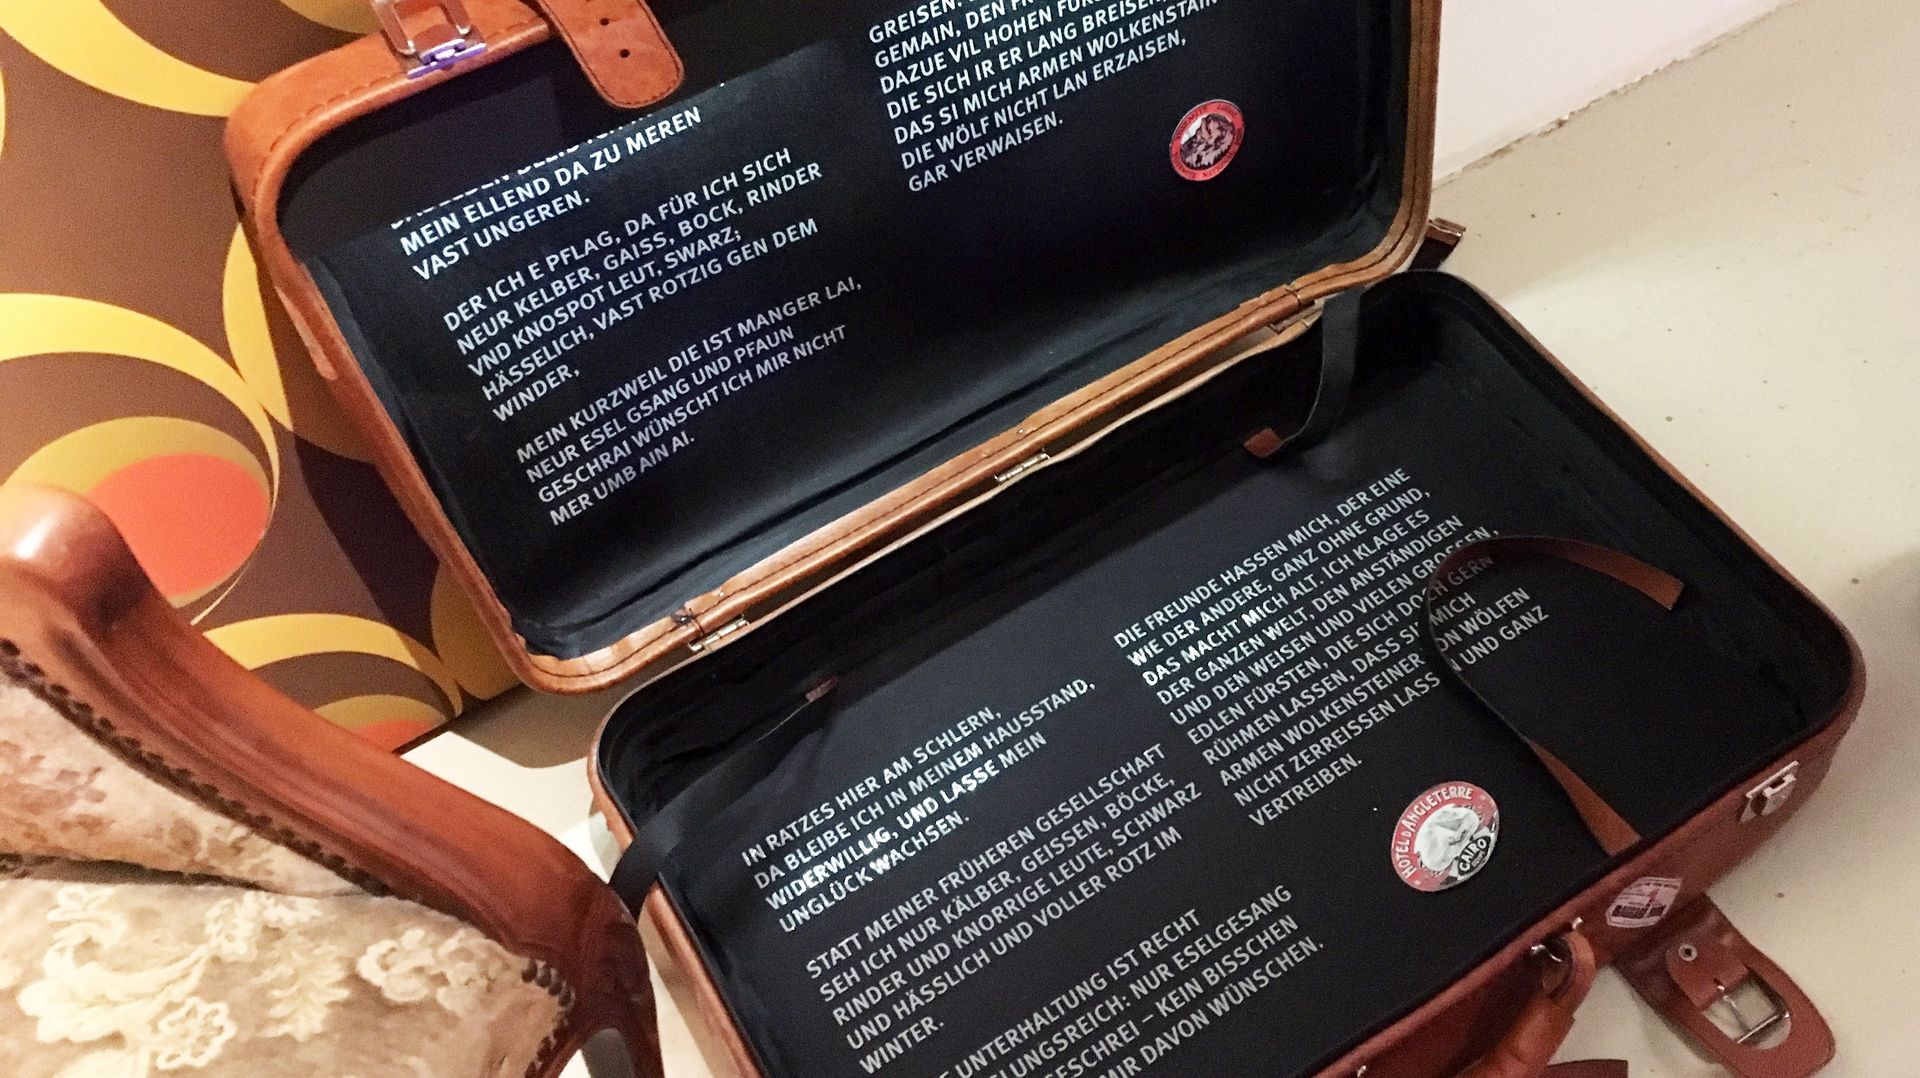 MEIN ELLEND DA ZU MEREN
VAST UNGEREN.
DER ICH E PFLAG, DA FÜR ICH SICH
NEUR KELBER, GAISS, BOCK, RINDER
VND KNOSPOT LEUT, SWARZ;
HÄSSELICH, VAST ROTZIG GEN DEM
WINDER,
MEIN KURZWEIL DIE IST MANGER LAI,
NEUR ESEL GSANG UND PFAUN
GESCHRAI WÜNSCHT ICH MIR NICHT
MER UMB AIN AI.
GREISEN.
GEMAIN, DEN
DAZUE VIL HOHEN
DIE SICH IR ER LANG BREISEN,
DAS SI MICH ARMEN WOLKENSTAIN
DIE WÖLF NICHT LAN ERZAISEN,
GAR VERWAISEN.
IN RATZES HIER AM SCHLERN,
DA BLEIBE ICH IN MEINEM HAUSSTAND,
WIDERWILLIG, UND LASSE MEIN
UNGLÜCK WACHSEN.
STATT MEINER FRÜHEREN GESELLSCHAFT
SEH ICH NUR KÄLBER, GEISSEN, BÖCKE,
RINDER UND KNORRIGE LEUTE, SCHWARZ
UND HÄSSLICH UND VOLLER ROTZ IM
WINTER.
UNTERHALTUNG IST RECHT
NUR ESELGESANG
KEIN BISSCHEN
MIR DAVON WÜNSCHEN.
DIE FREUNDE HASSEN MICH, DER EINE
WIE DER ANDERE, GANZ OHNE GRUND,
DAS MACHT MICH ALT. ICH KLAGE ES
DER GANZEN WELT, DEN ANSTÄNDIGEN
UND DEN WEISEN UND VIELEN GROSSEN,
EDLEN FÜRSTEN, DIE SICH DOCH GERN
RÜHMEN LASSEN, DASS SI MICH
ARMEN WOLKENSTEINER VON WÖLFEN
NICHT ZERREISSEN LASS UND GANZ
VERTREIBEN.
HOTEL D'ANGLETERRE
CAIRO